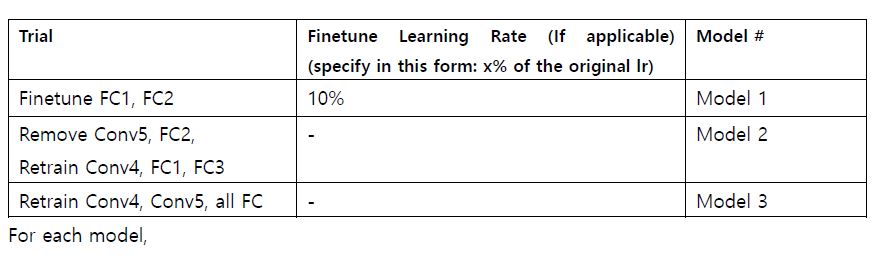 Trial Finetune Learning Rate (If applicable) Model #
(specify in this form: x% of the original lr)
Finetune FC1, FC2 10% Model 1
Remove Conv5, FC2, - Model 2
Retrain Conv4, FC1, FC3
Retrain Conv4, Conv5, all FC - Model 3
For each model,